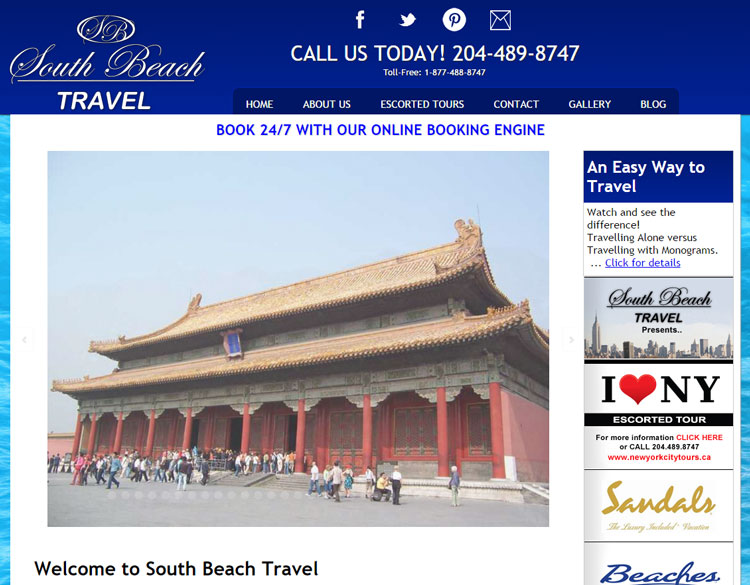 SB
South Beach
TRAVEL
CALL US TODAY! 204-489-8747
Toll-Free: 1-877-488-8747
HOME ABOUT US ESCORTED TOURS CONTACT GALLERY BLOG
BOOK 24/7 WITH OUR ONLINE BOOKING ENGINE
An Easy Way to
Travel
Watch and see the
difference!
Travelling Alone versus
Travelling with Monograms.
... Click for details
South Beach
TRAVEL
Presents..
I ♥ NY
ESCORTED TOUR
For more information CLICK HERE
or CALL 204.489.8747
www.newyorkcitytours.ca
Sandals
The Luxury Included Vacation
Beaches
Welcome to South Beach Travel